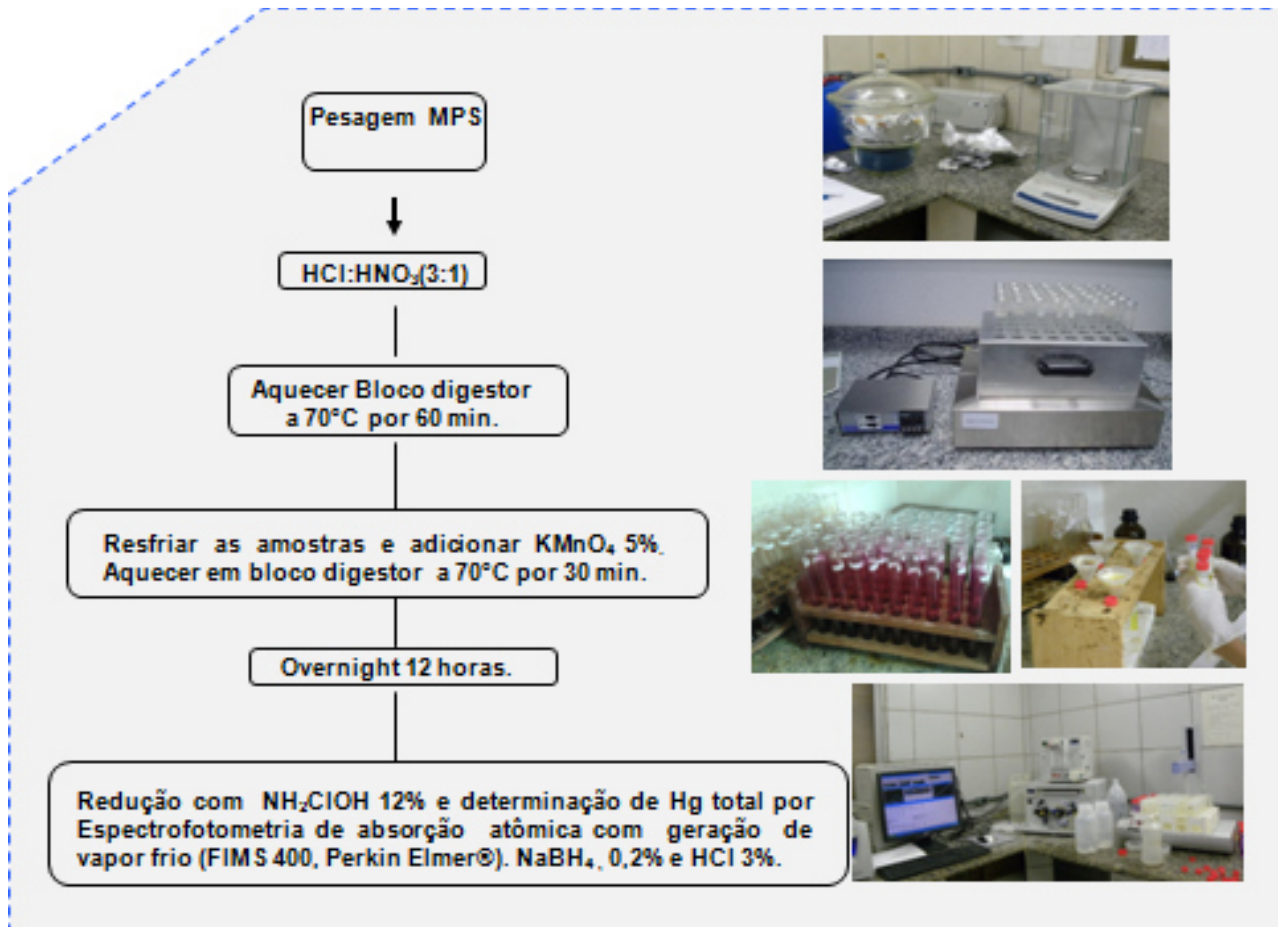 Pesagem MPS
HCl:HNO₃(3:1)
Aquecer Bloco digestor
a 70°C por 60 min.
Resfriar as amostras e adicionar KMnO₄ 5%.
Aquecer em bloco digestor a 70°C por 30 min.
Overnight 12 horas.
Redução com NH₂ClOH 12% e determinação de Hg total por
Espectrofotometria de absorção atômica com geração de
vapor frio (FIMS 400, Perkin Elmer®). NaBH₄ , 0,2% e HCl 3%.